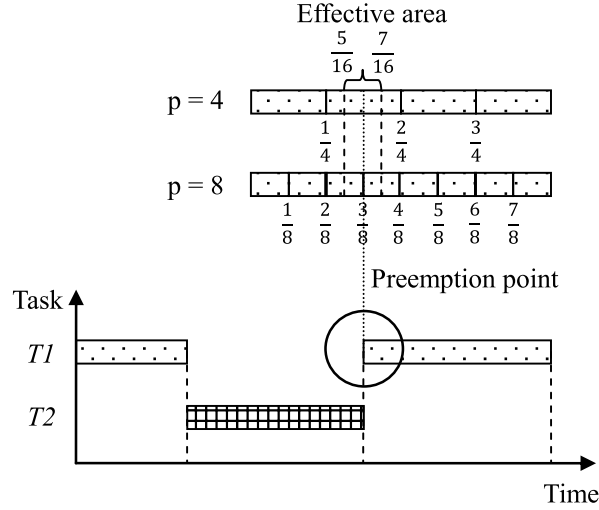 Effective area
5/16 7/16
p = 4
1/4 2/4 3/4
p = 8
1/8 2/8 3/8 4/8 5/8 6/8 7/8
Preemption point
Task
T1
T2
Time